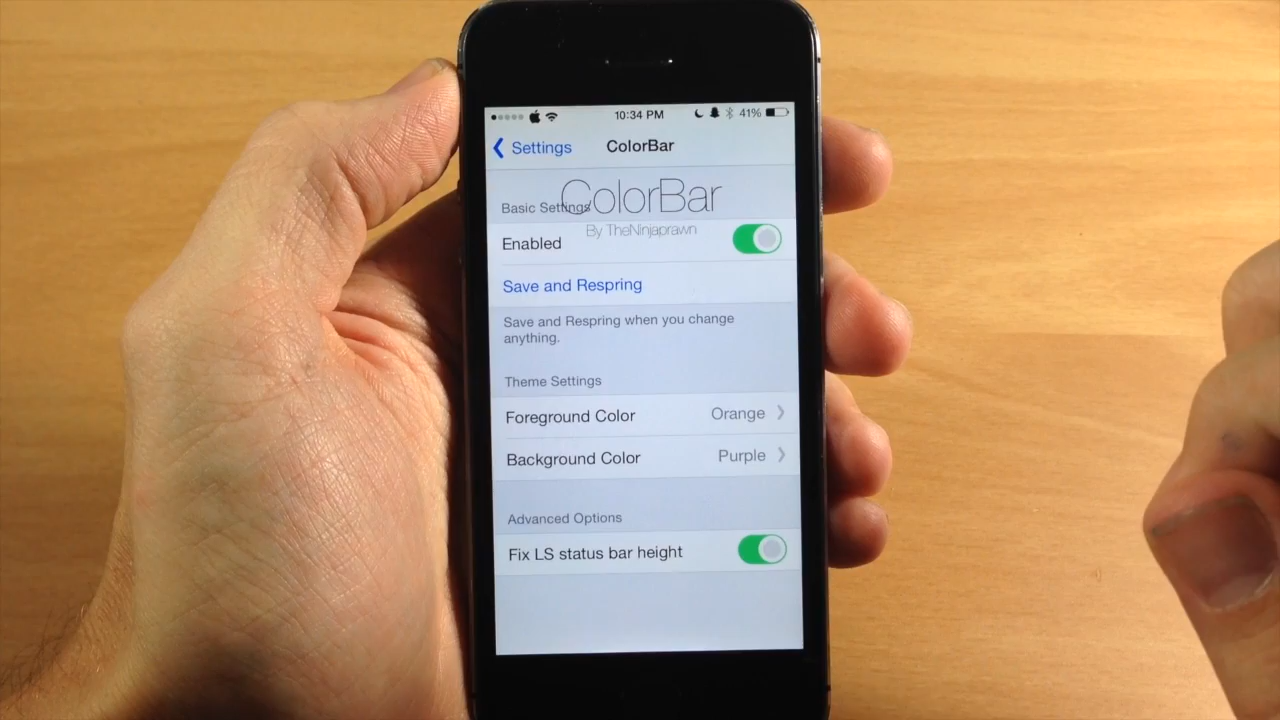 10:34 PM 41%
Settings ColorBar
ColorBar
Basic Settings
By TheNinjaprawn
Enabled
Save and Respring
Save and Respring when you change
anything.
Theme Settings
Foreground Color Orange
Background Color Purple
Advanced Options
Fix LS status bar height